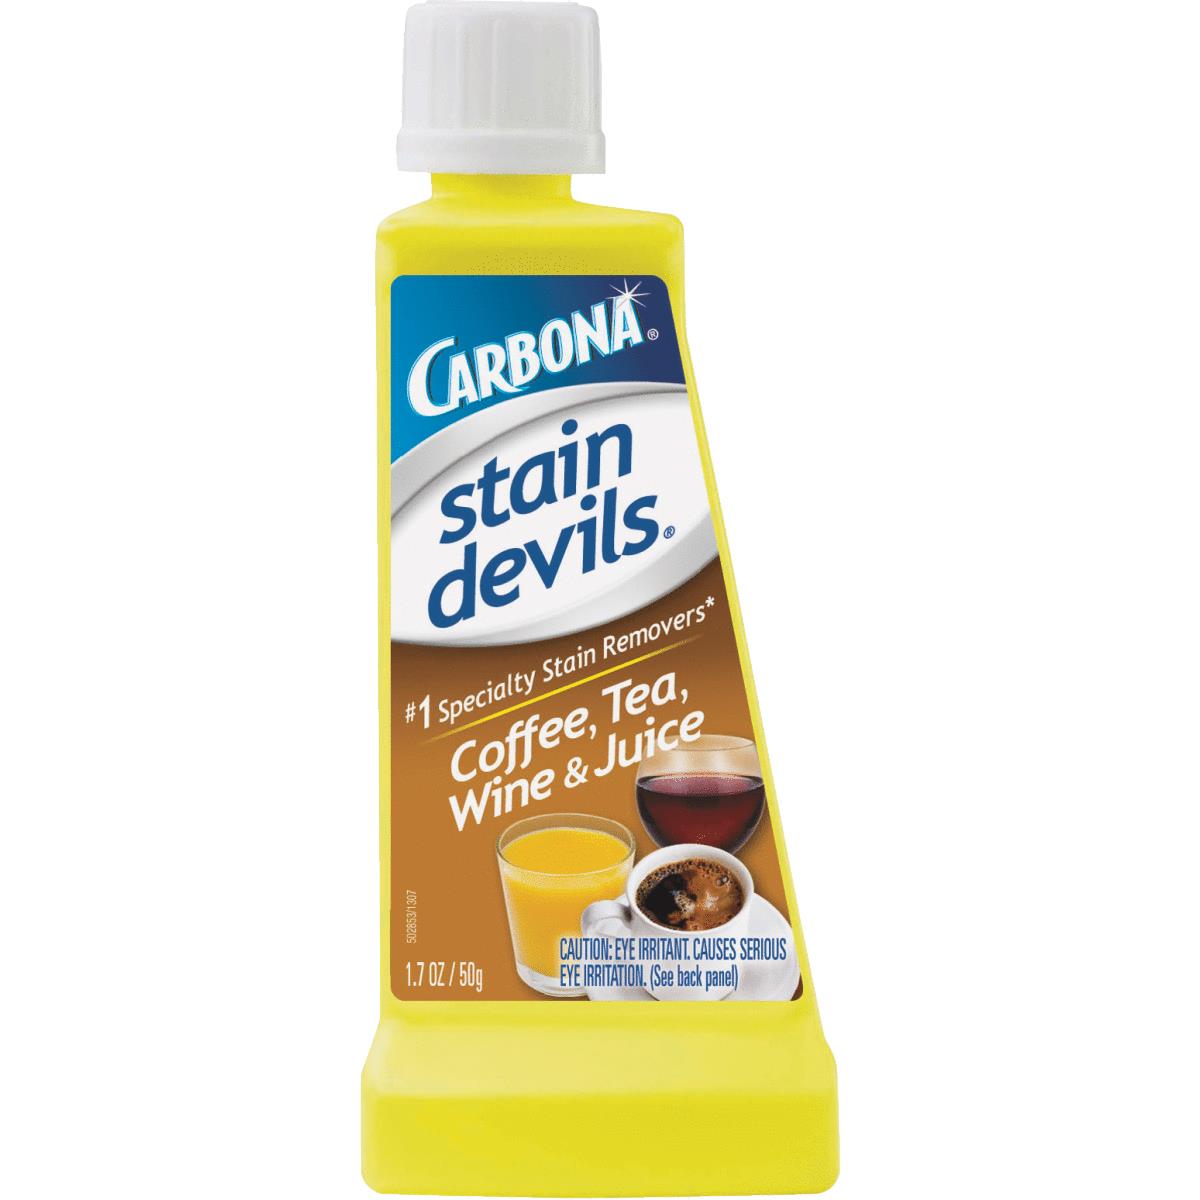 CARBONA®
stain
devils®
#1 Specialty Stain Removers*
Coffee, Tea,
Wine & Juice
502853/1307
1.7 OZ / 50g
CAUTION: EYE IRRITANT. CAUSES SERIOUS
EYE IRRITATION. (See back panel)